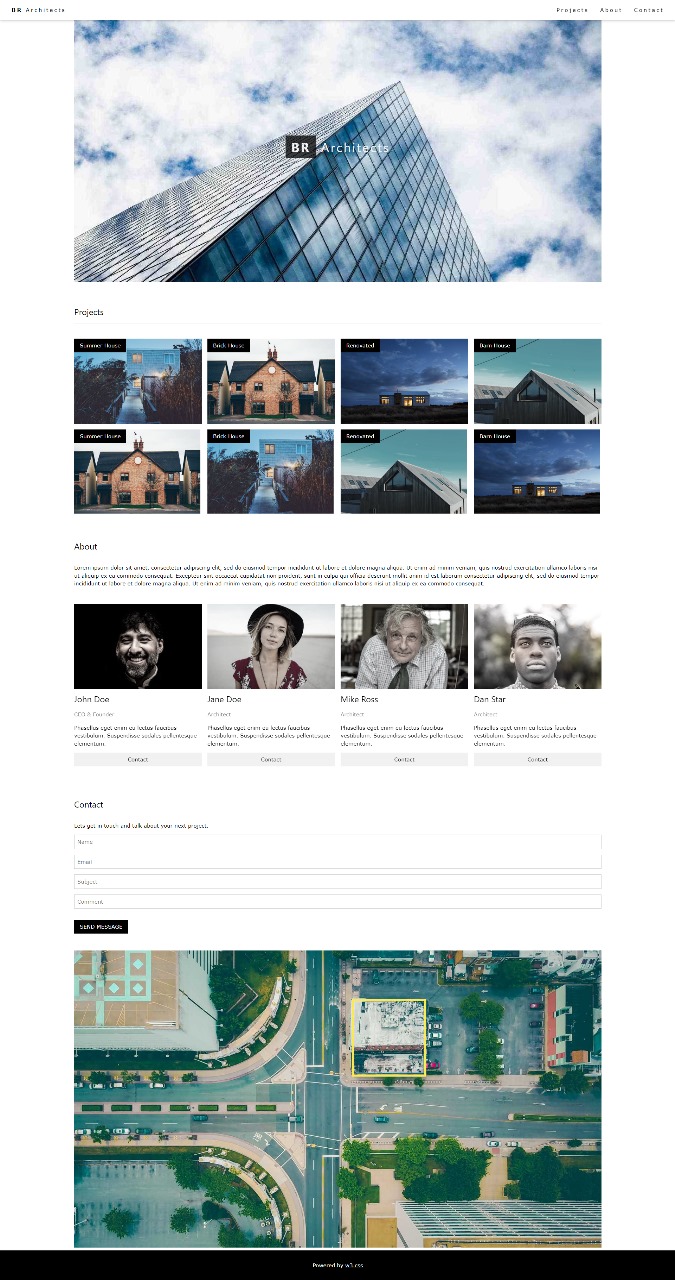 BR Architects
Projects About Contact
BR Architects
Projects
Summer House
Brick House
Renovated
Barn House
Summer House
Brick House
Renovated
Barn House
About
Lorem ipsum dolor sit amet, consectetur adipiscing elit, sed do eiusmod tempor incididunt ut labore et dolore magna aliqua. Ut enim ad minim veniam, quis nostrud exercitation ullamco laboris nisi
ut aliquip ex ea commodo consequat. Excepteur sint occaecat cupidatat non proident, sunt in culpa qui officia deserunt mollit anim id est laborum consectetur adipiscing elit, sed do eiusmod tempor
incididunt ut labore et dolore magna aliqua. Ut enim ad minim veniam, quis nostrud exercitation ullamco laboris nisi ut aliquip ex ea commodo consequat.
John Doe
CEO & Founder
Phasellus eget enim eu lectus faucibus
vestibulum. Suspendisse sodales pellentesque
elementum.
Contact
Jane Doe
Architect
Phasellus eget enim eu lectus faucibus
vestibulum. Suspendisse sodales pellentesque
elementum.
Contact
Mike Ross
Architect
Phasellus eget enim eu lectus faucibus
vestibulum. Suspendisse sodales pellentesque
elementum.
Contact
Dan Star
Architect
Phasellus eget enim eu lectus faucibus
vestibulum. Suspendisse sodales pellentesque
elementum.
Contact
Contact
Lets get in touch and talk about your next project.
Name
Email
Subject
Comment
SEND MESSAGE
Powered by w3.css